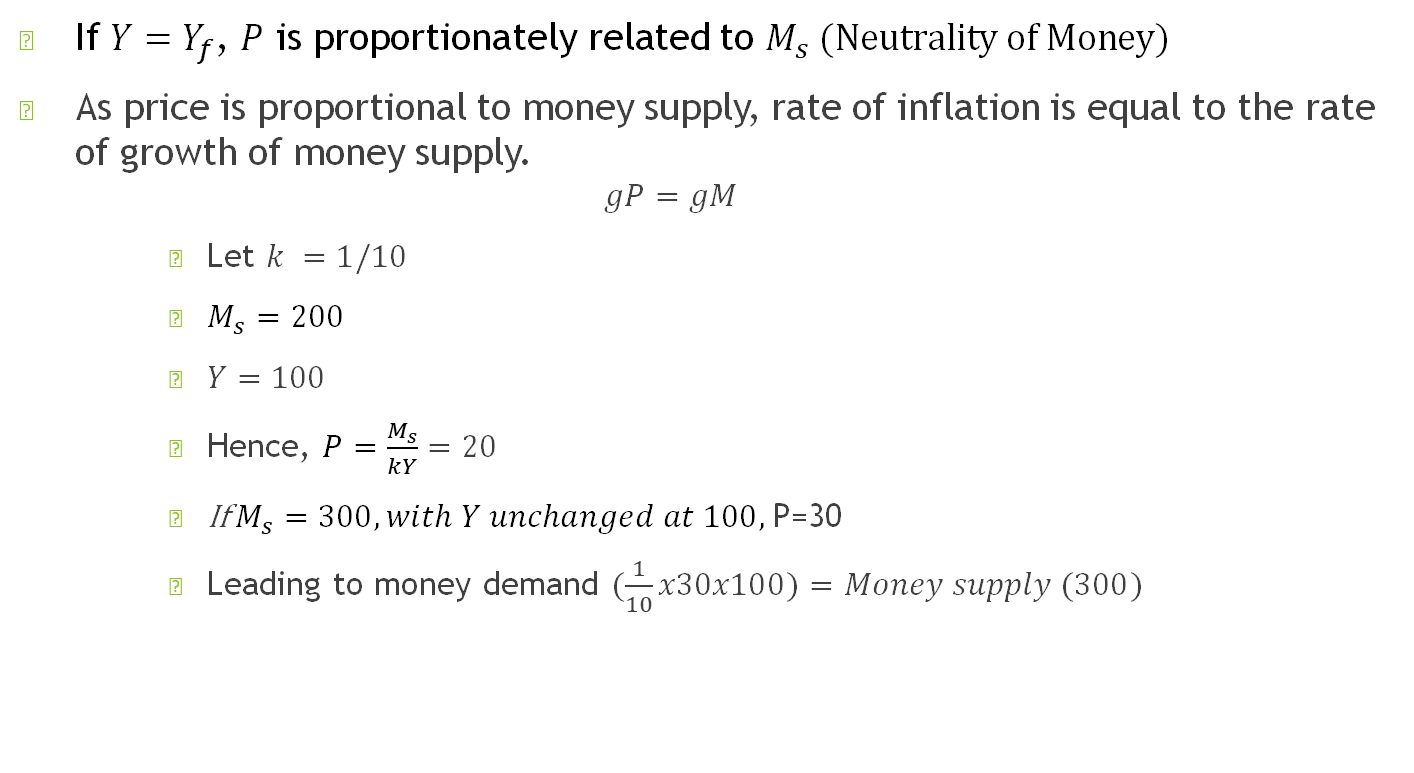 If Y = Y_f, P is proportionately related to M_s (Neutrality of Money)
As price is proportional to money supply, rate of inflation is equal to the rate
of growth of money supply.
gP = gM
Let k = 1/10
M_s = 200
Y = 100
Hence, P = M_s/kY = 20
If M_s = 300, with Y unchanged at 100, P=30
Leading to money demand (1/10 x30x100) = Money supply (300)